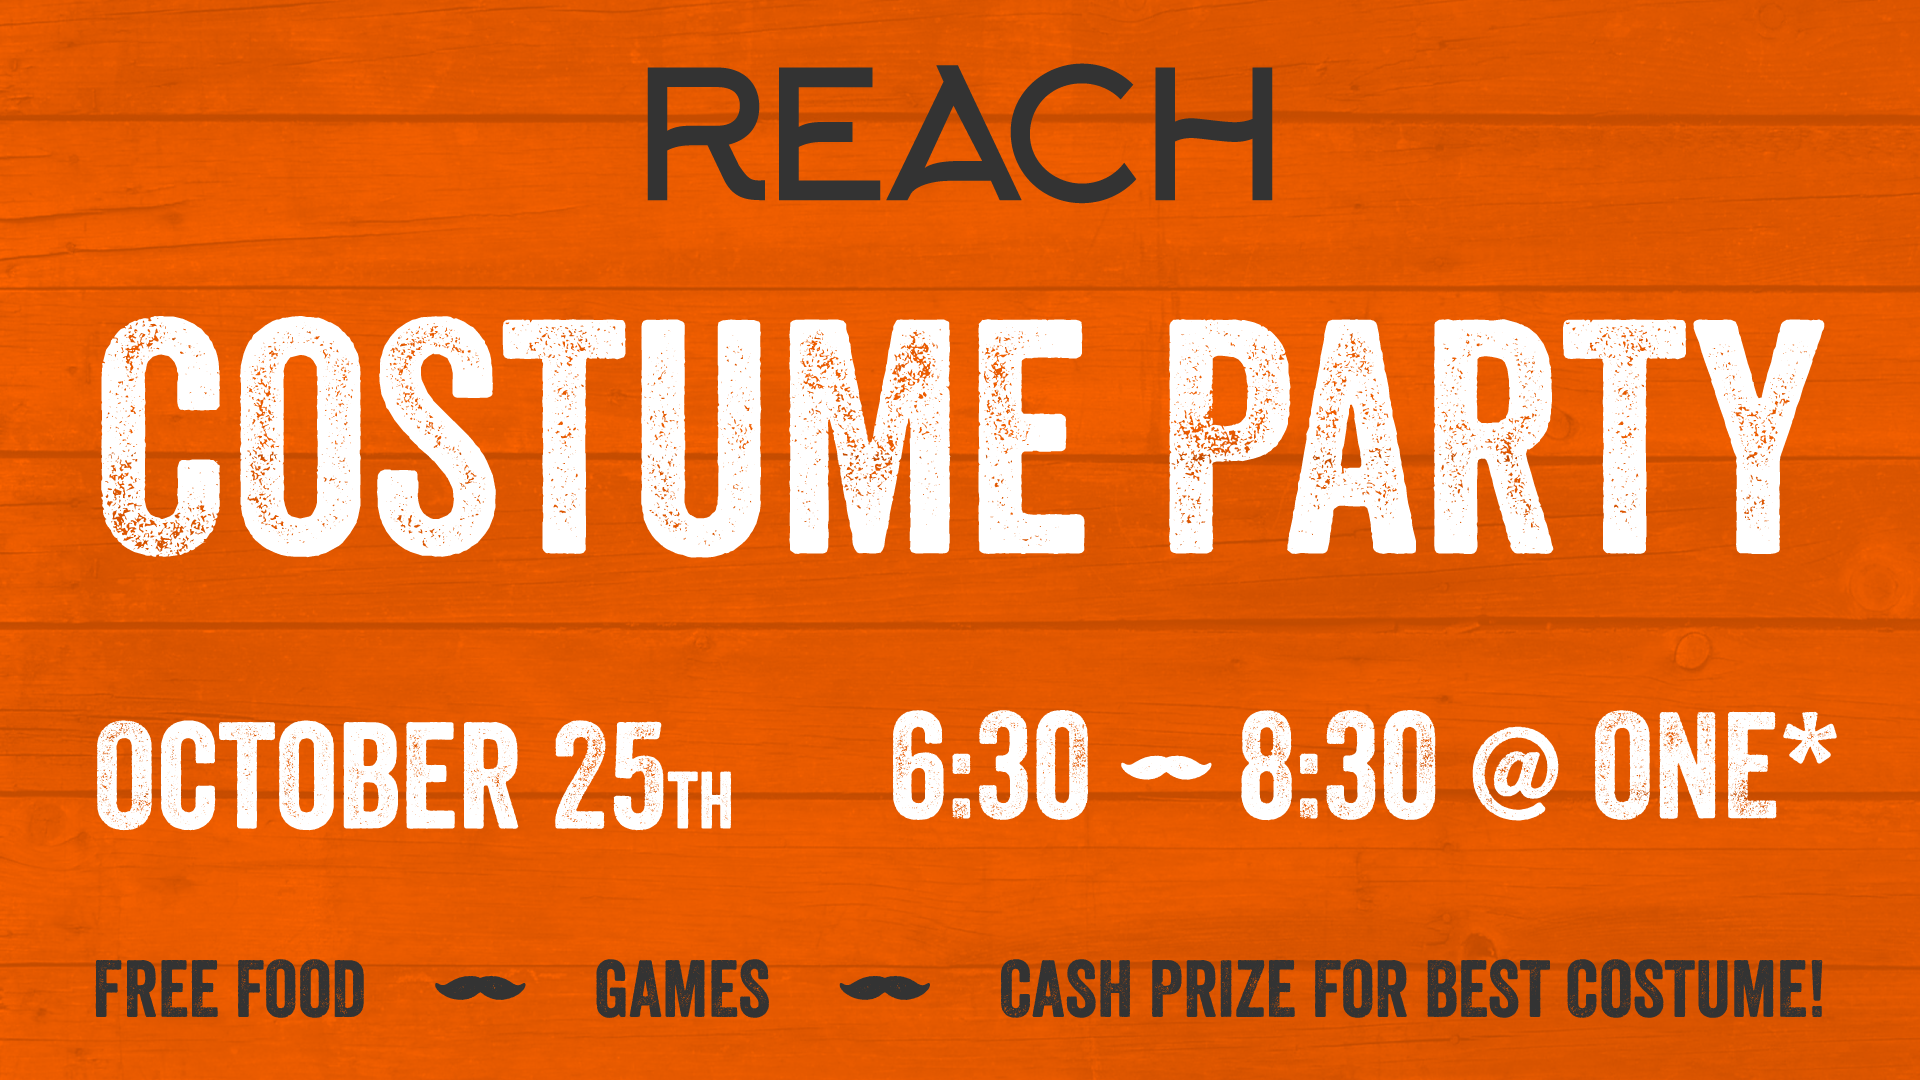 REACH
COSTUME PARTY
OCTOBER 25TH 6:30 - 8:30 @ ONE*
FREE FOOD GAMES CASH PRIZE FOR BEST COSTUME!